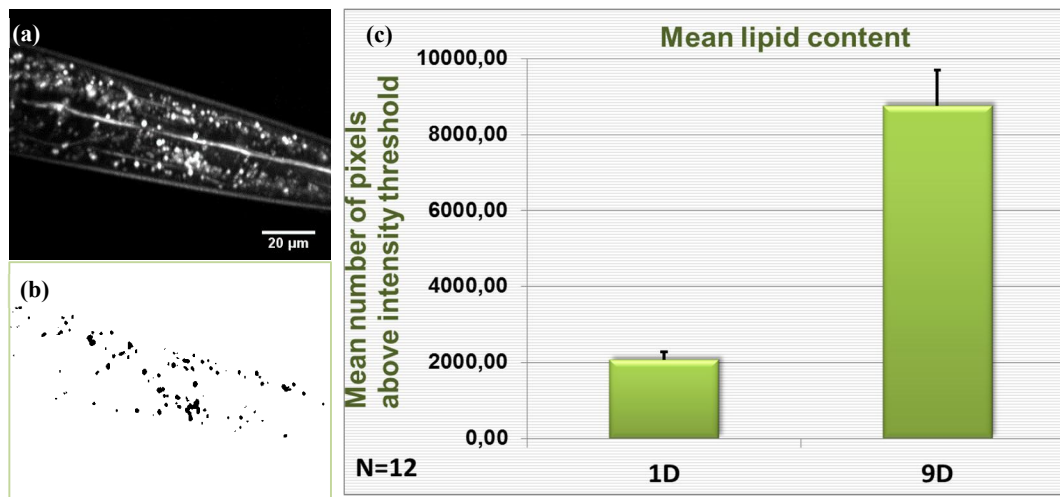 (a)
20 µm
(b)
(c)
Mean lipid content
Mean number of pixels
above intensity threshold
10000,00
8000,00
6000,00
4000,00
2000,00
0,00
N=12
1D
9D